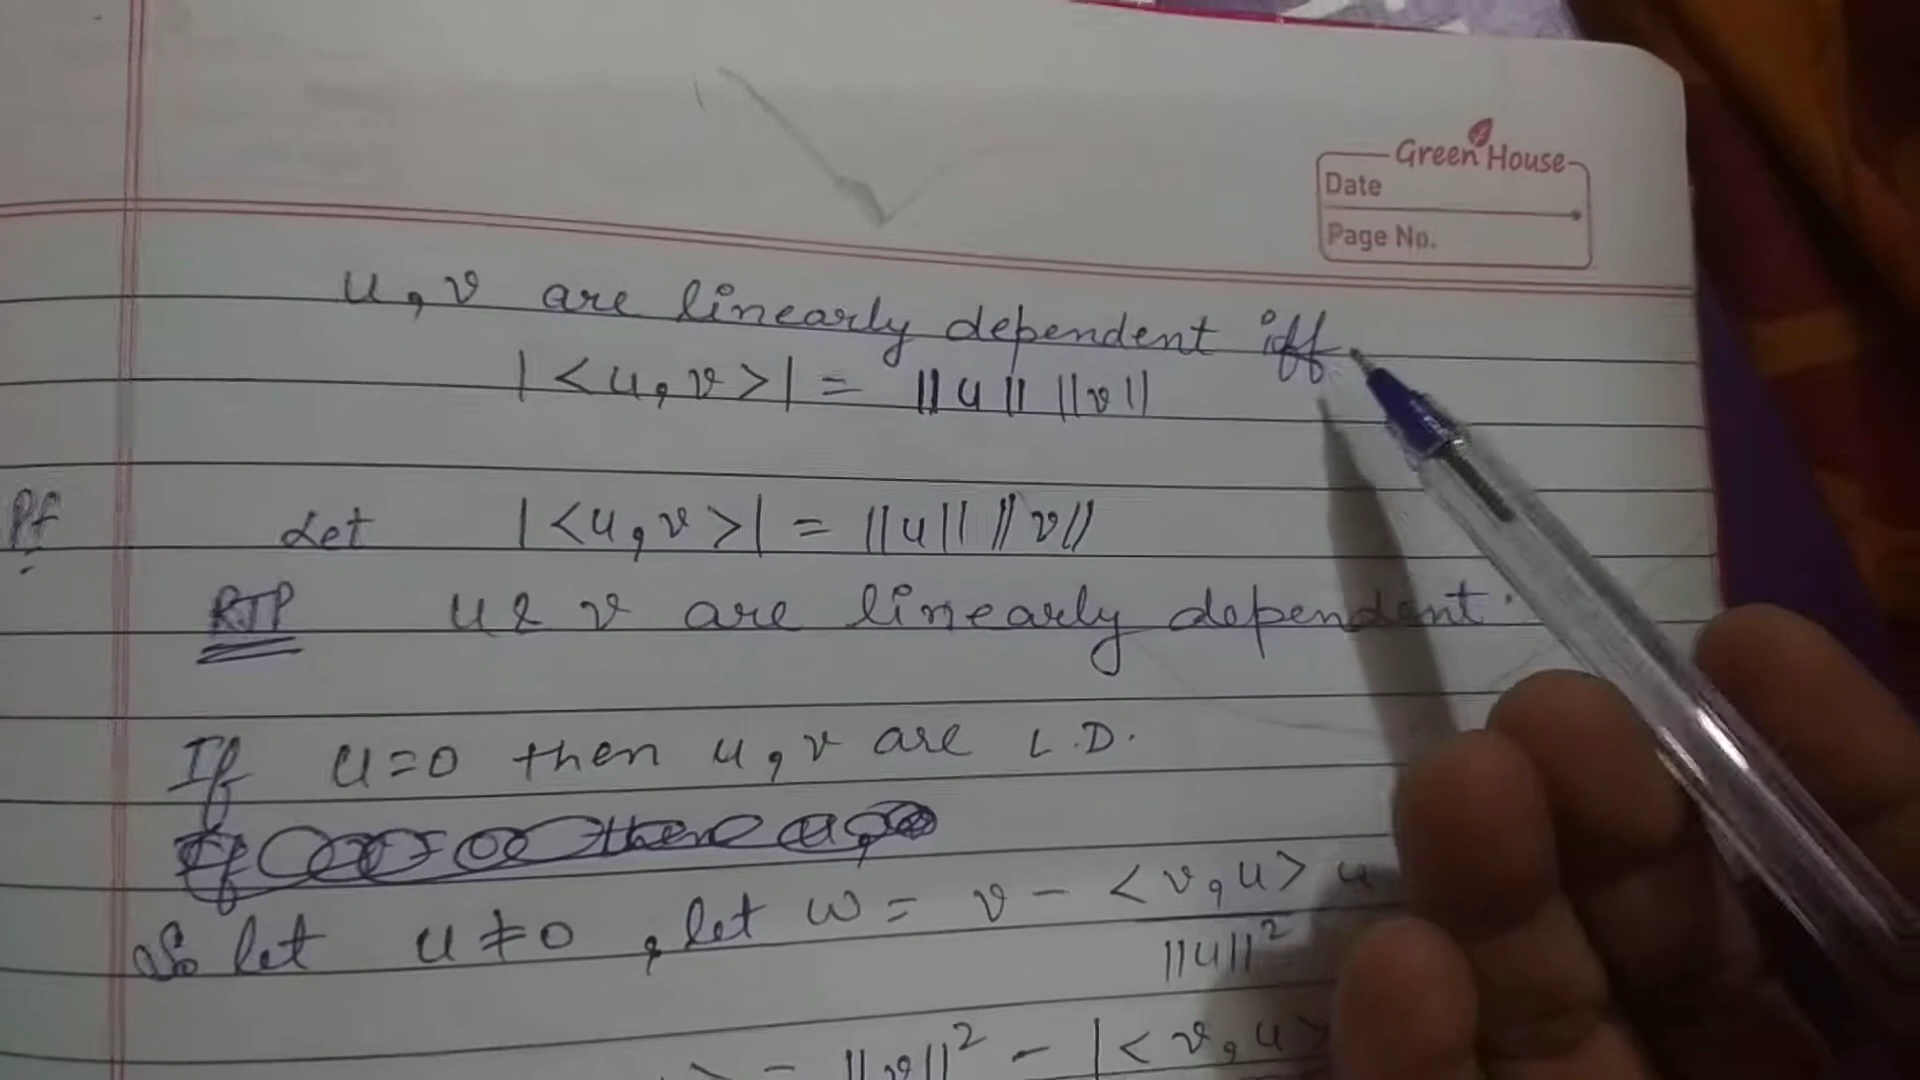 Green House
Date
Page No.
u, v are linearly dependent iff
|<u, v>| = ||u|| ||v||
Pf Let |<u, v>| = ||u|| ||v||
RTP u & v are linearly dependent.
If u=0 then u, v are L.D.
So let u≠0, let w = v - <v, u> u
||u||²
> = ||v||² - |<v, u>